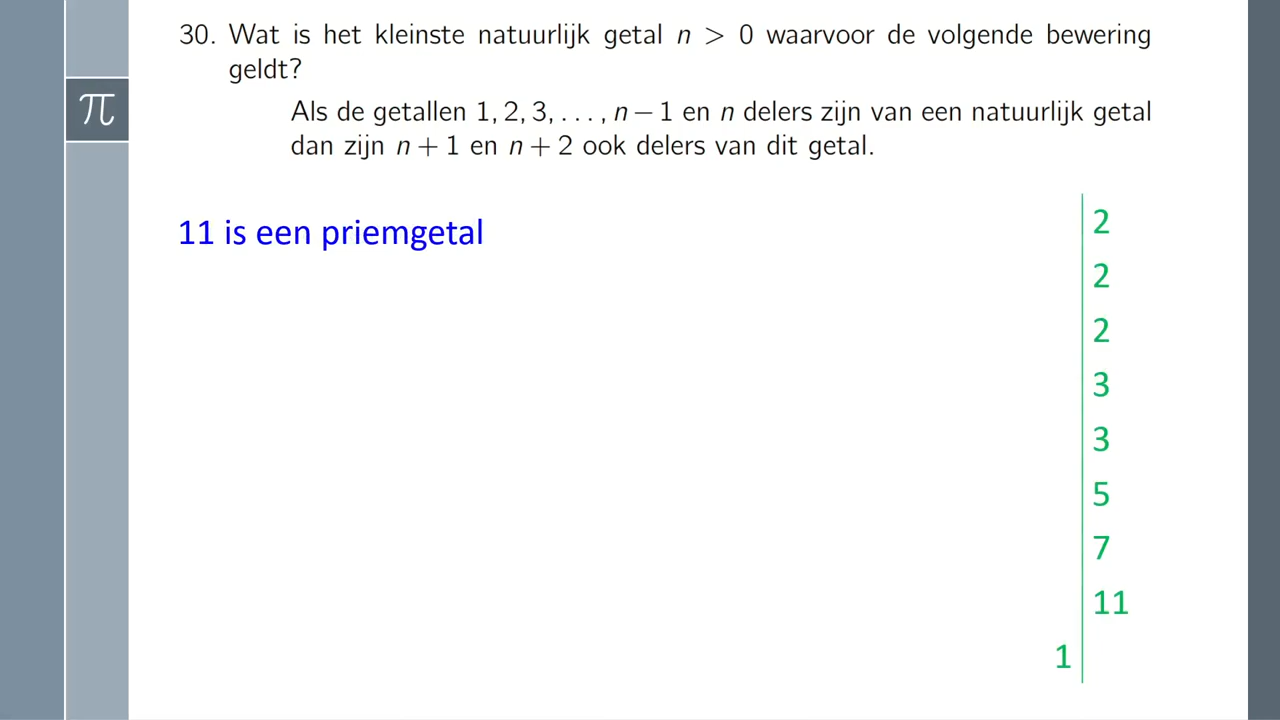 π
30. Wat is het kleinste natuurlijk getal n > 0 waarvoor de volgende bewering
geldt?
Als de getallen 1, 2, 3, . . . , n − 1 en n delers zijn van een natuurlijk getal
dan zijn n + 1 en n + 2 ook delers van dit getal.
11 is een priemgetal
2
2
2
3
3
5
7
11
1